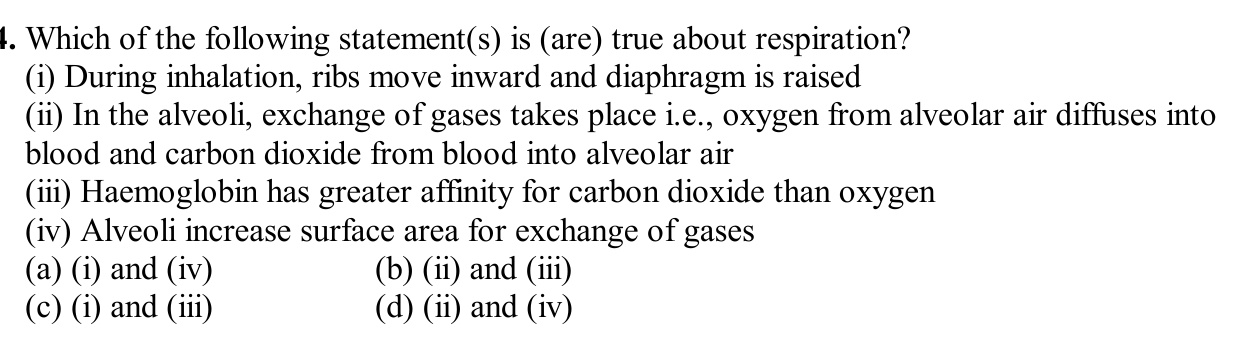 4. Which of the following statement(s) is (are) true about respiration?
(i) During inhalation, ribs move inward and diaphragm is raised
(ii) In the alveoli, exchange of gases takes place i.e., oxygen from alveolar air diffuses into
blood and carbon dioxide from blood into alveolar air
(iii) Haemoglobin has greater affinity for carbon dioxide than oxygen
(iv) Alveoli increase surface area for exchange of gases
(a) (i) and (iv) (b) (ii) and (iii)
(c) (i) and (iii) (d) (ii) and (iv)